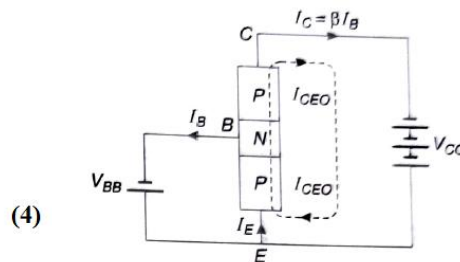 C
I_C = βI_B
P
I_CEO
I_B
B
N
V_CC
V_BB
P
I_CEO
(4)
I_E
E